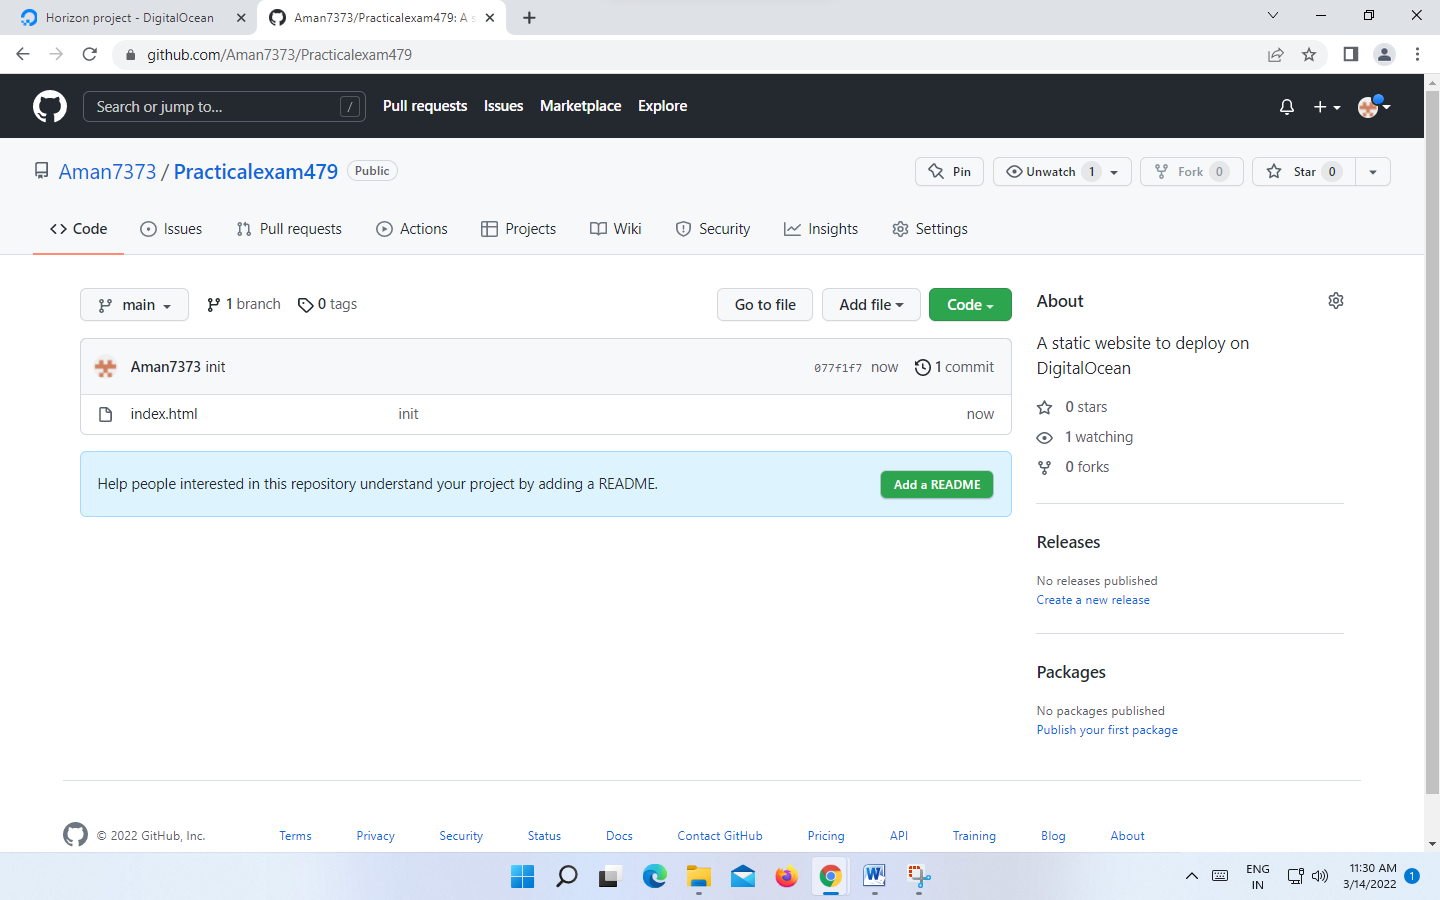 Horizon project - DigitalOcean
Aman7373/Practicalexam479: A s
github.com/Aman7373/Practicalexam479
Search or jump to... /
Pull requests Issues Marketplace Explore
Aman7373 / Practicalexam479 Public
Pin Unwatch 1 Fork 0 Star 0
Code Issues Pull requests Actions Projects Wiki Security Insights Settings
main 1 branch 0 tags Go to file Add file Code
Aman7373 init 077f1f7 now 1 commit
index.html init now
Help people interested in this repository understand your project by adding a README. Add a README
About
A static website to deploy on
DigitalOcean
0 stars
1 watching
0 forks
Releases
No releases published
Create a new release
Packages
No packages published
Publish your first package
© 2022 GitHub, Inc. Terms Privacy Security Status Docs Contact GitHub Pricing API Training Blog About
ENG
IN
11:30 AM
3/14/2022
1